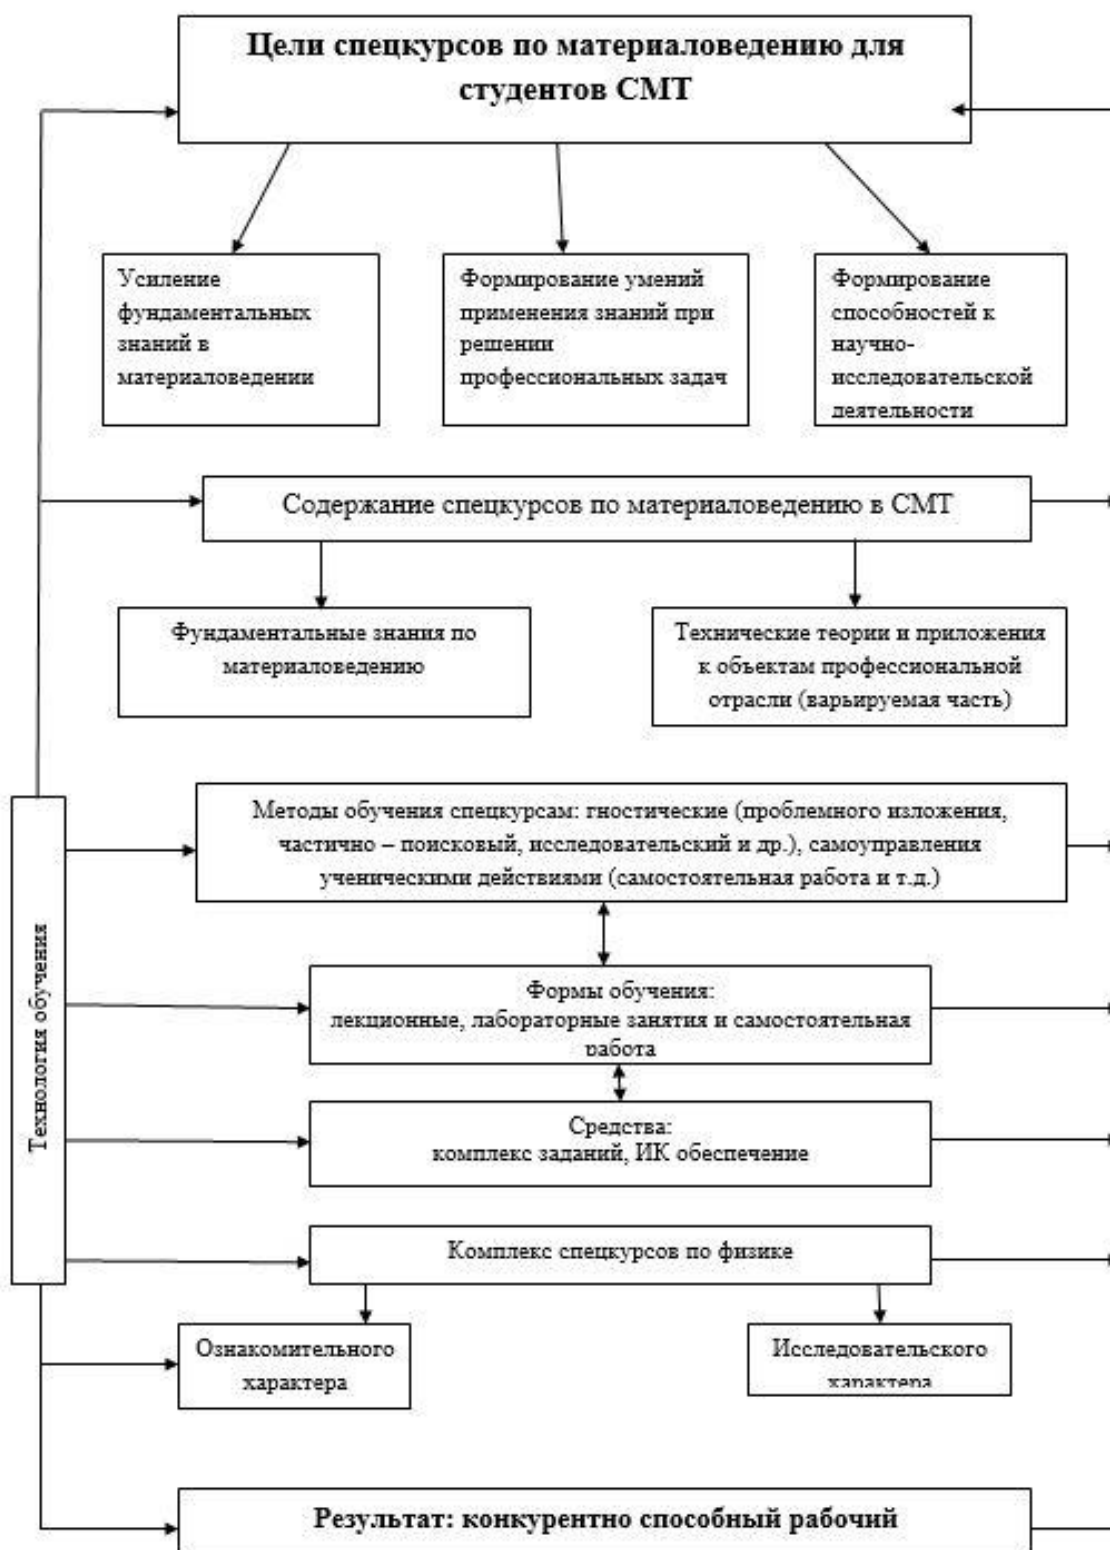 Цели спецкурсов по материаловедению для
студентов СМТ
Усиление
фундаментальных
знаний в
материаловедении
Формирование умений
применения знаний при
решении
профессиональных задач
Формирование
способностей к
научно-
исследовательской
деятельности
Содержание спецкурсов по материаловедению в СМТ
Фундаментальные знания по
материаловедению
Технические теории и приложения
к объектам профессиональной
отрасли (варьируемая часть)
Технология обучения
Методы обучения спецкурсам: гностические (проблемного изложения,
частично – поисковый, исследовательский и др.), самоуправления
ученическими действиями (самостоятельная работа и т.д.)
Формы обучения:
лекционные, лабораторные занятия и самостоятельная
работа
Средства:
комплекс заданий, ИК обеспечение
Комплекс спецкурсов по физике
Ознакомительного
характера
Исследовательского
характера
Результат: конкурентно способный рабочий